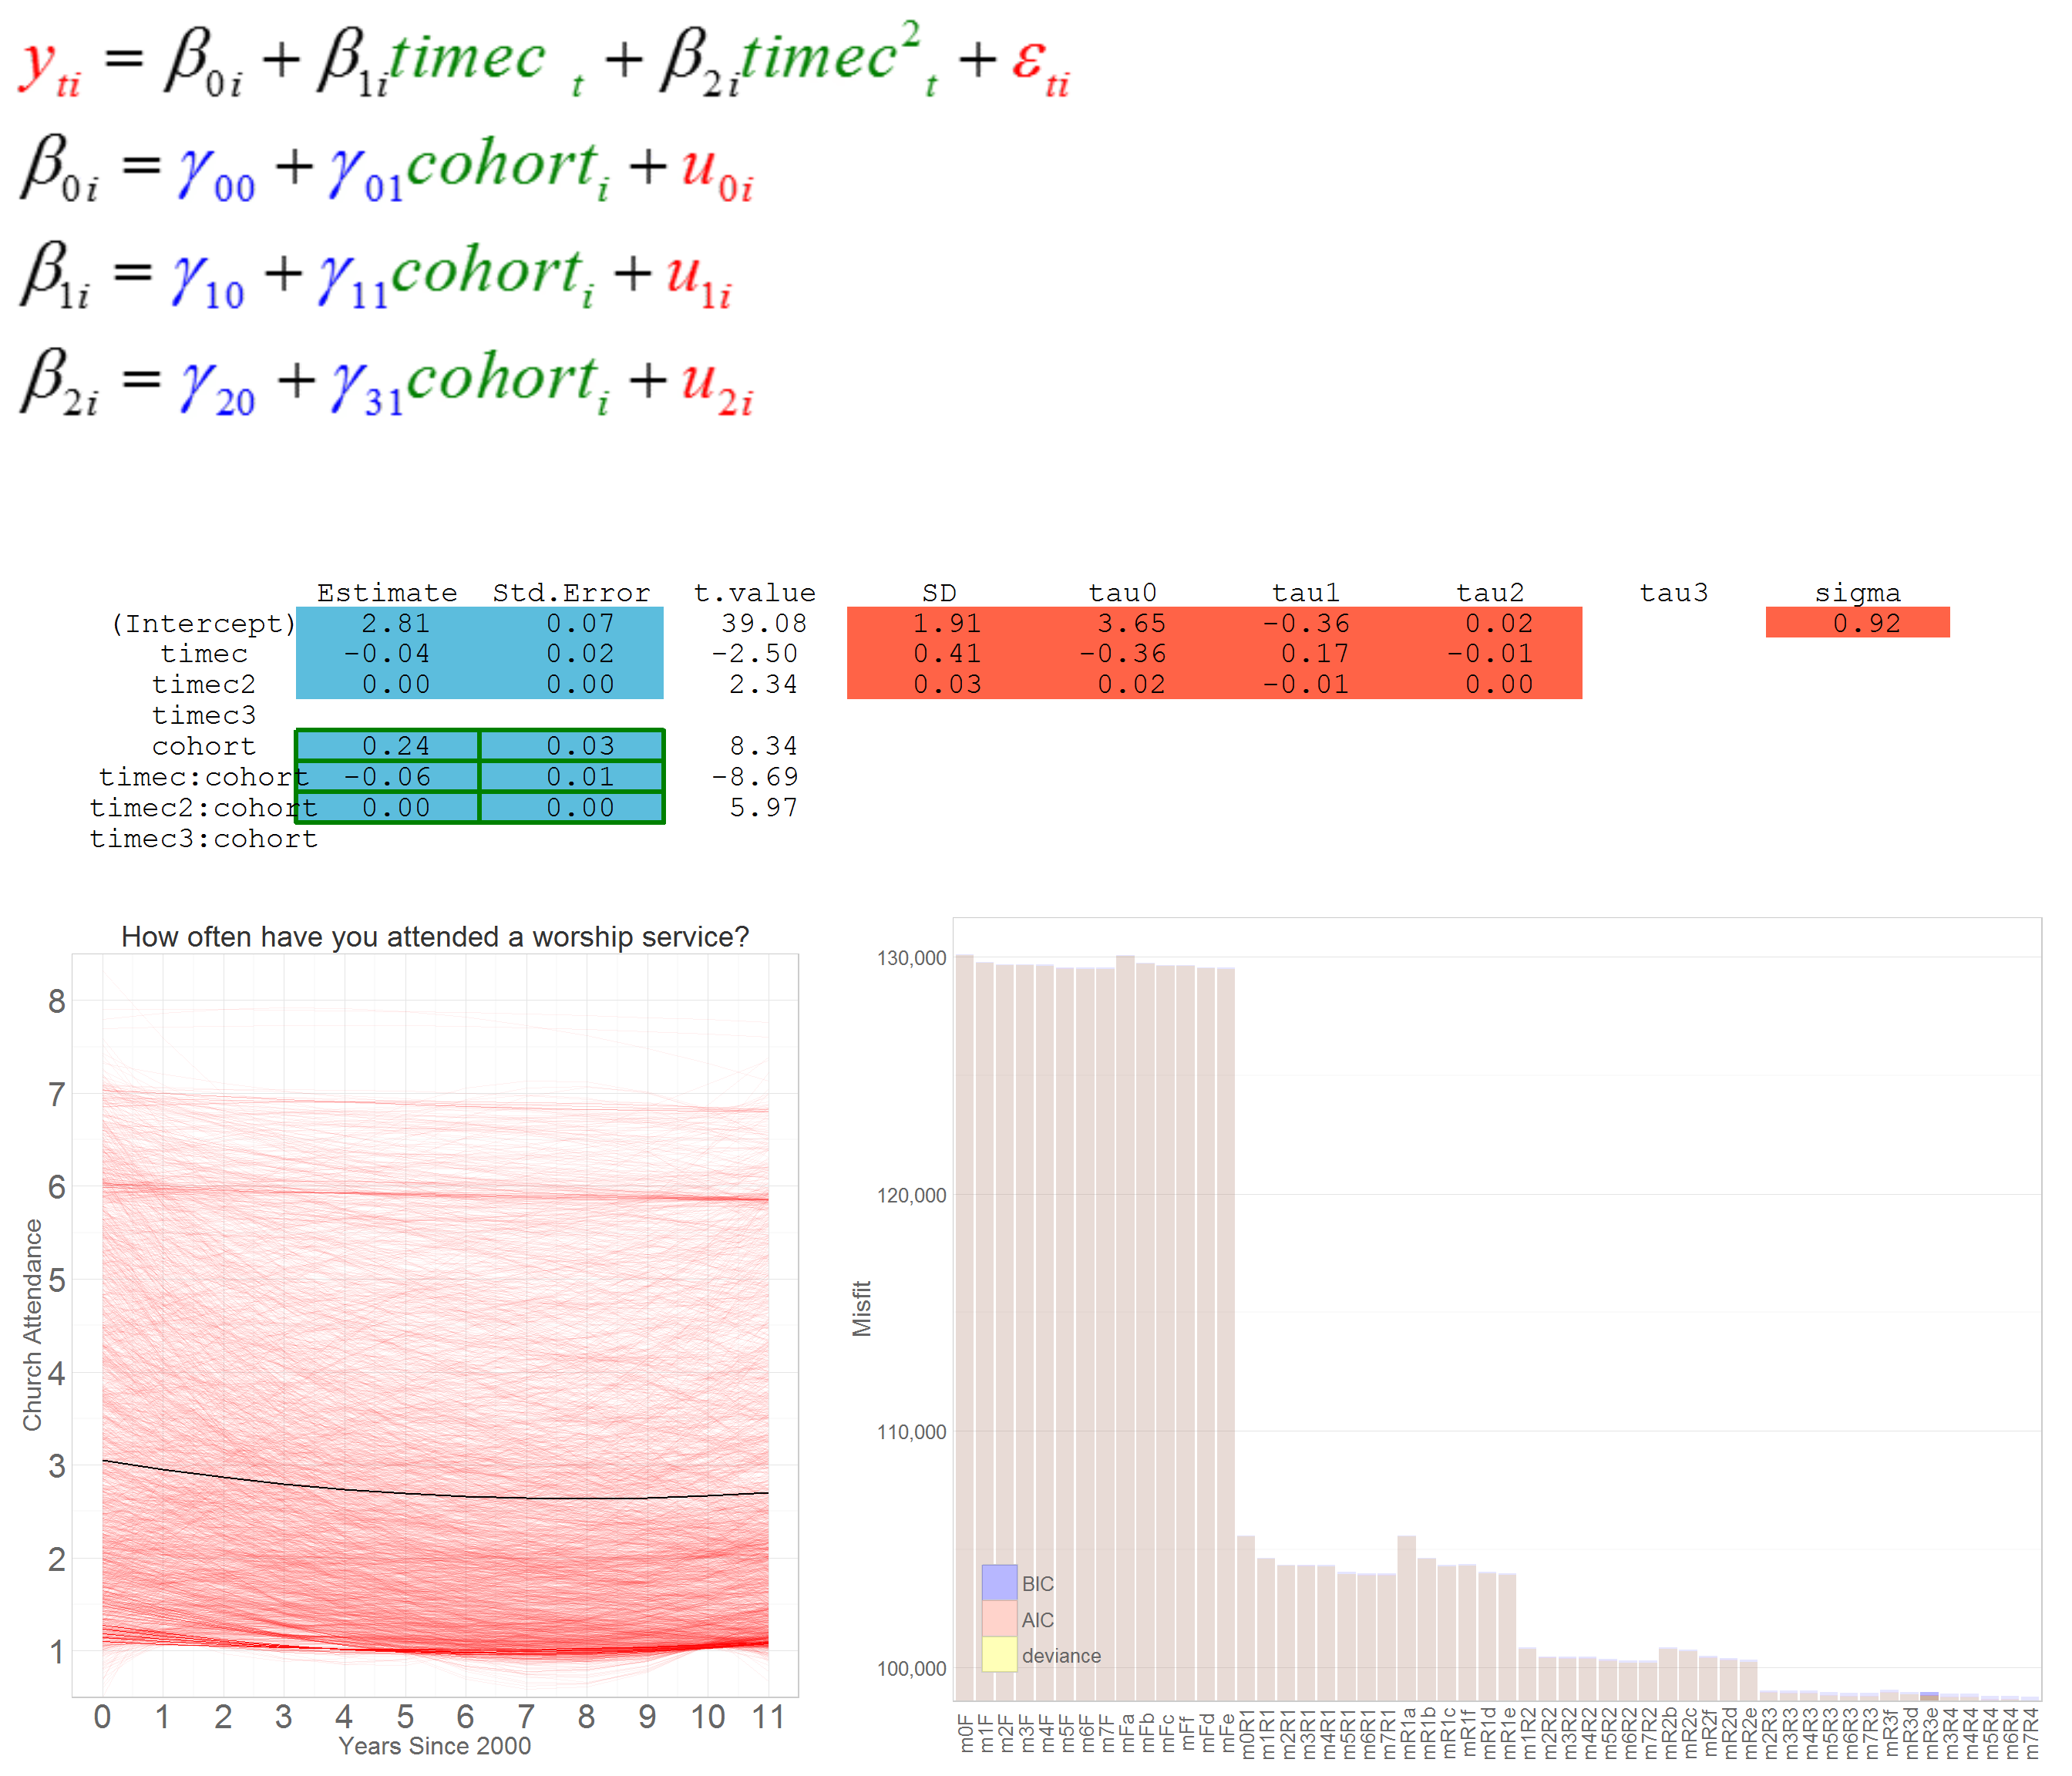 y_ti = β_0i + β_1i timec_t + β_2i timec²_t + ε_ti
β_0i = γ_00 + γ_01 cohort_i + u_0i
β_1i = γ_10 + γ_11 cohort_i + u_1i
β_2i = γ_20 + γ_31 cohort_i + u_2i
Estimate Std.Error t.value SD tau0 tau1 tau2 tau3 sigma
(Intercept) 2.81 0.07 39.08 1.91 3.65 -0.36 0.02 0.92
timec -0.04 0.02 -2.50 0.41 -0.36 0.17 -0.01
timec2 0.00 0.00 2.34 0.03 0.02 -0.01 0.00
timec3
cohort 0.24 0.03 8.34
timec:cohort -0.06 0.01 -8.69
timec2:cohort 0.00 0.00 5.97
timec3:cohort
How often have you attended a worship service?
Church Attendance
8
7
6
5
4
3
2
1
0 1 2 3 4 5 6 7 8 9 10 11
Years Since 2000
Misfit
130,000
120,000
110,000
100,000
BIC
AIC
deviance
m0F m1F m2F m3F m4F m5F m6F m7F mFa mFb mFc mFf mFd mFe m0R1 m1R1 m2R1 m3R1 m4R1 m5R1 m6R1 m7R1 mR1a mR1b mR1c mR1f mR1d mR1e m1R2 m2R2 m3R2 m4R2 m5R2 m6R2 m7R2 mR2b mR2c mR2f mR2d mR2e m2R3 m3R3 m4R3 m5R3 m6R3 m7R3 mR3f mR3d mR3e m3R4 m4R4 m5R4 m6R4 m7R4